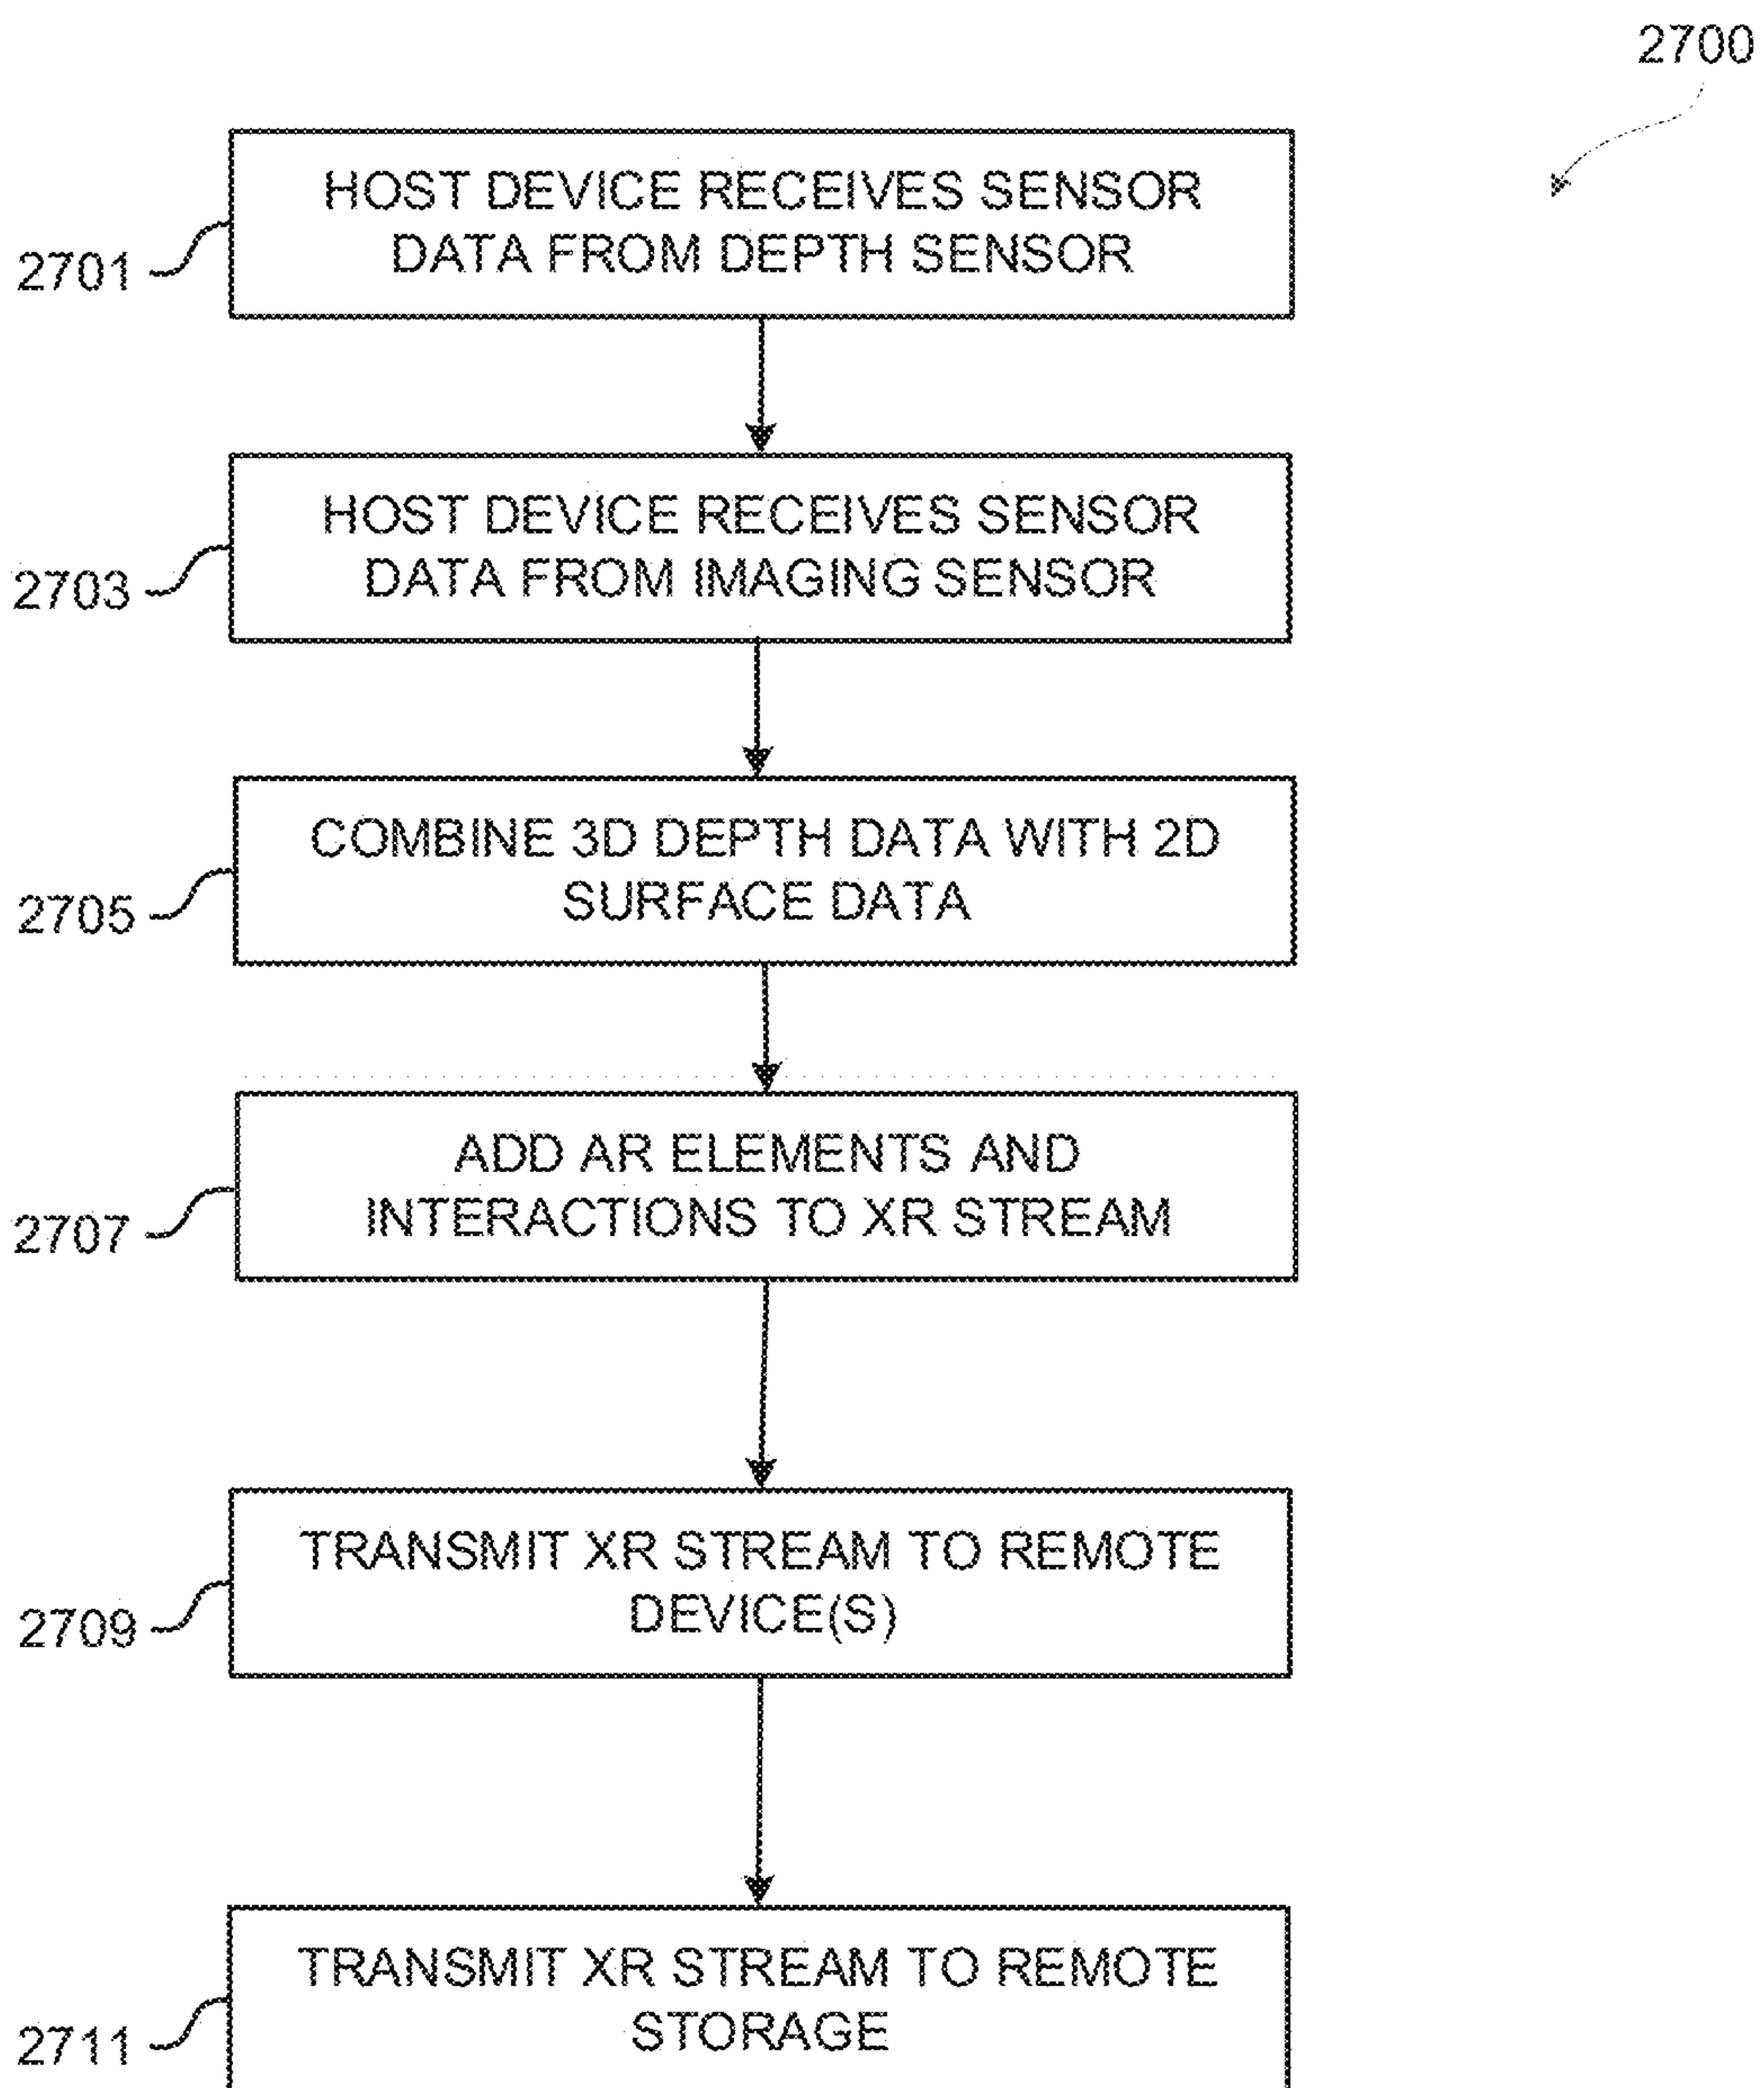 2700
HOST DEVICE RECEIVES SENSOR
DATA FROM DEPTH SENSOR
2701
HOST DEVICE RECEIVES SENSOR
DATA FROM IMAGING SENSOR
2703
COMBINE 3D DEPTH DATA WITH 2D
SURFACE DATA
2705
ADD AR ELEMENTS AND
INTERACTIONS TO XR STREAM
2707
TRANSMIT XR STREAM TO REMOTE
DEVICE(S)
2709
TRANSMIT XR STREAM TO REMOTE
STORAGE
2711